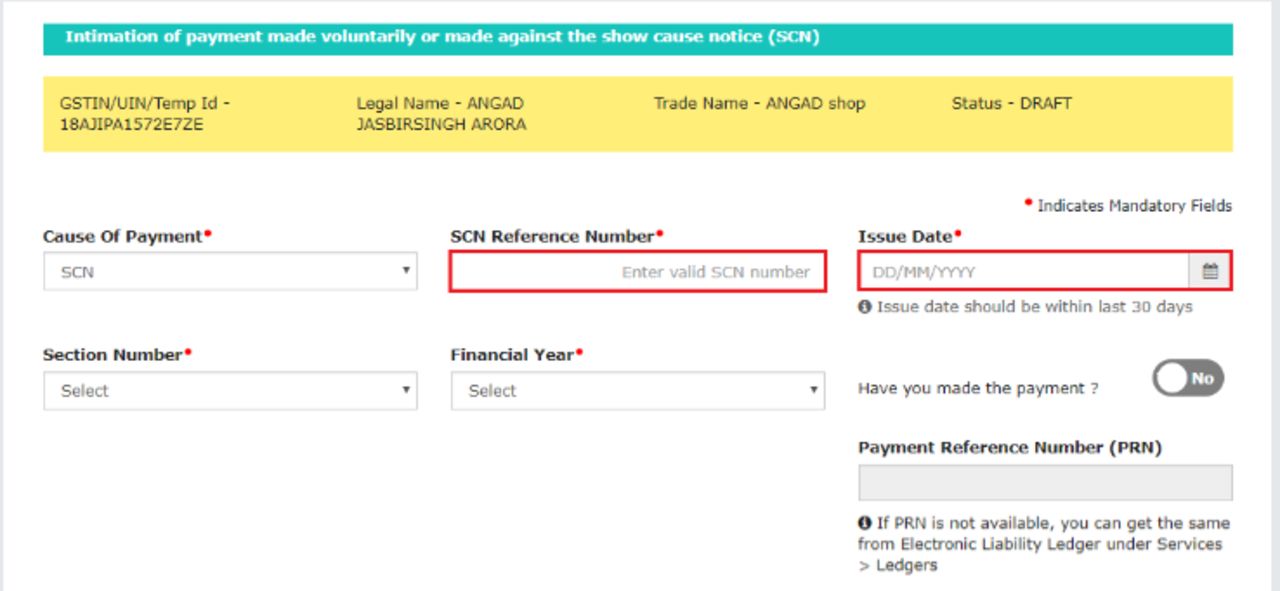 Intimation of payment made voluntarily or made against the show cause notice (SCN)
GSTIN/UIN/Temp Id -
18AJIPA1572E7ZE
Legal Name - ANGAD
JASBIRSINGH ARORA
Trade Name - ANGAD shop
Status - DRAFT
• Indicates Mandatory Fields
Cause Of Payment•
SCN
SCN Reference Number•
Enter valid SCN number
Issue Date•
DD/MM/YYYY
Issue date should be within last 30 days
Section Number•
Select
Financial Year•
Select
Have you made the payment ?
No
Payment Reference Number (PRN)
If PRN is not available, you can get the same
from Electronic Liability Ledger under Services
> Ledgers